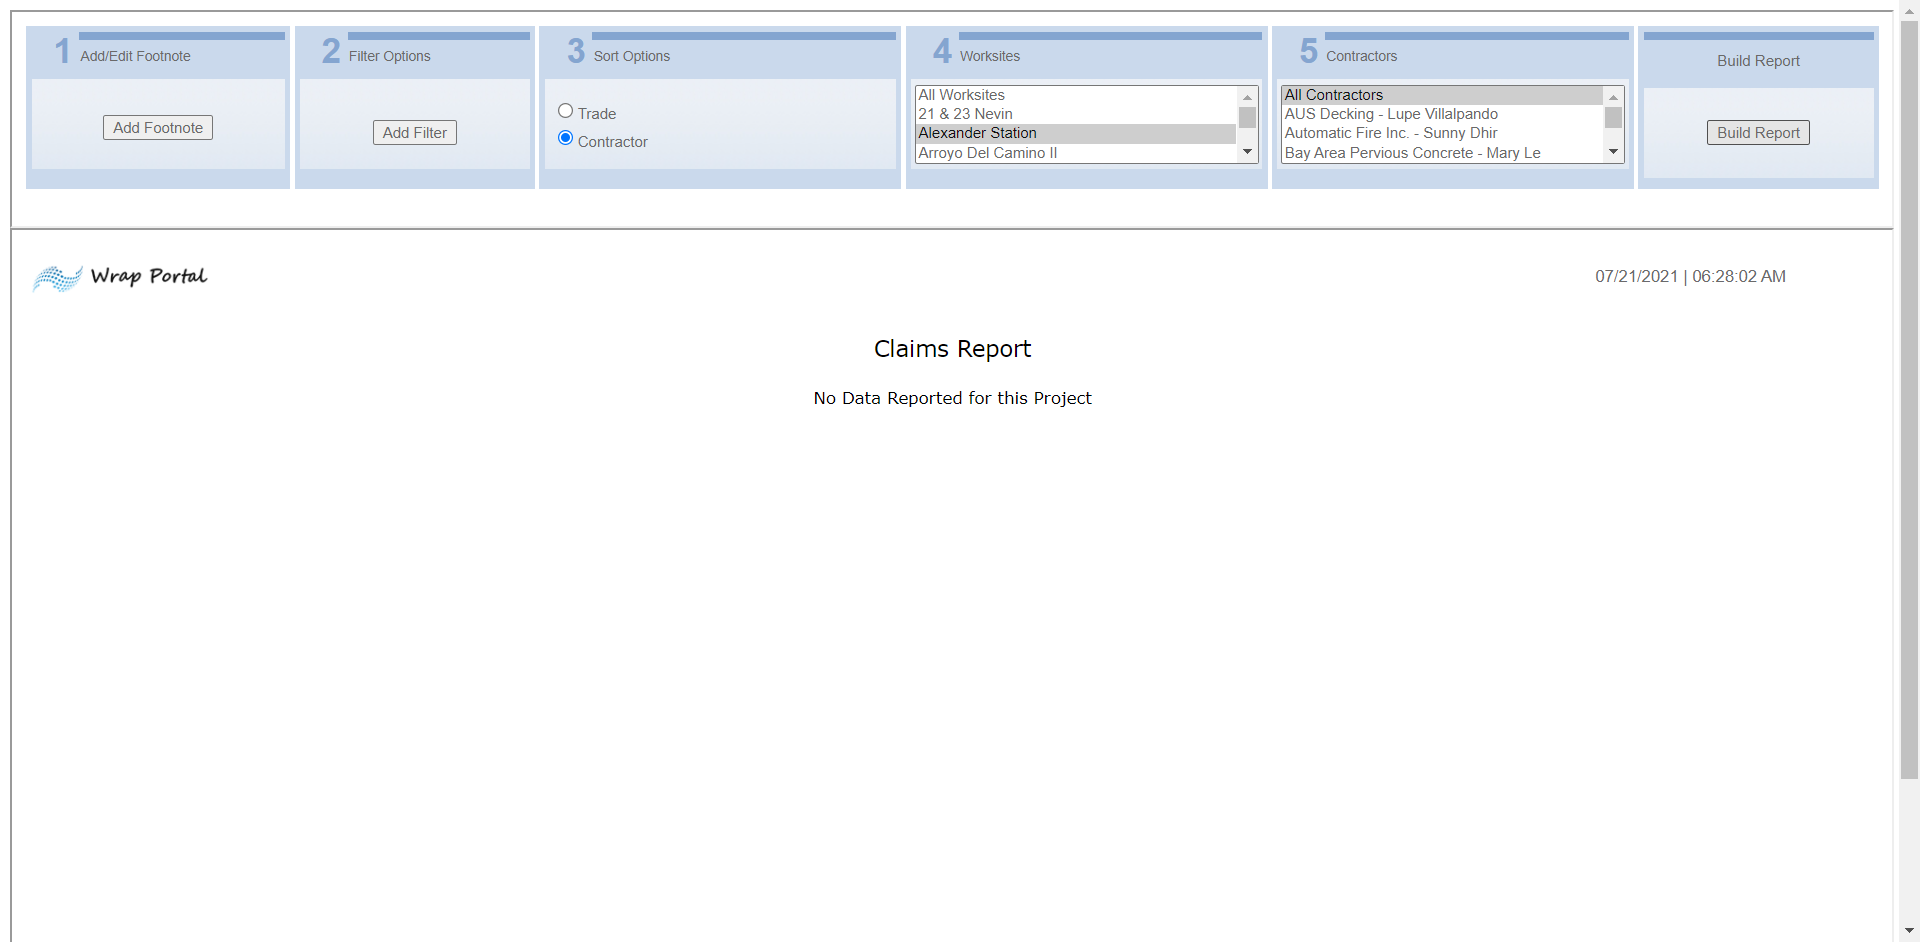 1 Add/Edit Footnote
Add Footnote
2 Filter Options
Add Filter
3 Sort Options
Trade
Contractor
4 Worksites
All Worksites
21 & 23 Nevin
Alexander Station
Arroyo Del Camino II
5 Contractors
All Contractors
AUS Decking - Lupe Villalpando
Automatic Fire Inc. - Sunny Dhir
Bay Area Pervious Concrete - Mary Le
Build Report
Build Report
Wrap Portal
07/21/2021 | 06:28:02 AM
Claims Report
No Data Reported for this Project